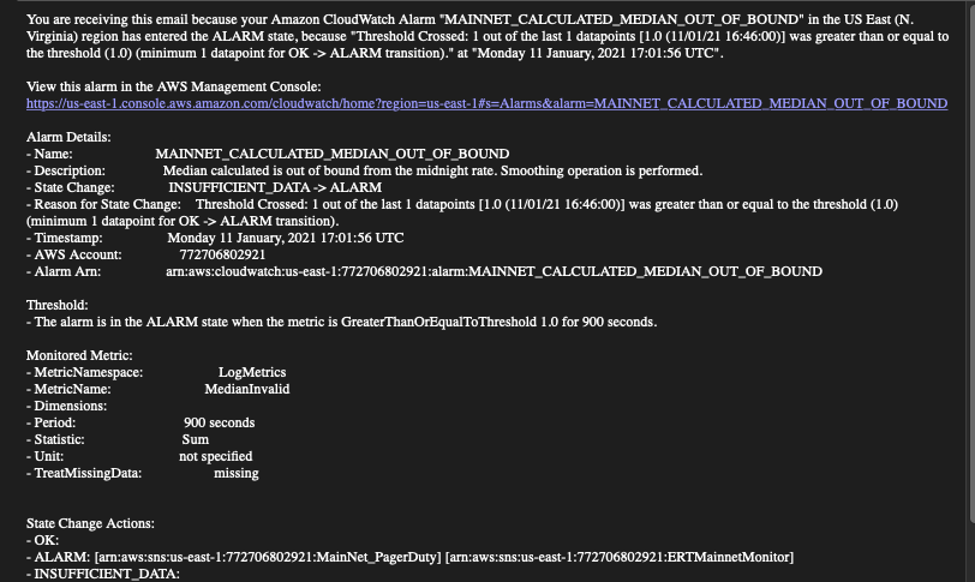 You are receiving this email because your Amazon CloudWatch Alarm "MAINNET_CALCULATED_MEDIAN_OUT_OF_BOUND" in the US East (N.
Virginia) region has entered the ALARM state, because "Threshold Crossed: 1 out of the last 1 datapoints [1.0 (11/01/21 16:46:00)] was greater than or equal to
the threshold (1.0) (minimum 1 datapoint for OK -> ALARM transition)." at "Monday 11 January, 2021 17:01:56 UTC".
View this alarm in the AWS Management Console:
https://us-east-1.console.aws.amazon.com/cloudwatch/home?region=us-east-1#s=Alarms&alarm=MAINNET_CALCULATED_MEDIAN_OUT_OF_BOUND
Alarm Details:
- Name: MAINNET_CALCULATED_MEDIAN_OUT_OF_BOUND
- Description: Median calculated is out of bound from the midnight rate. Smoothing operation is performed.
- State Change: INSUFFICIENT_DATA -> ALARM
- Reason for State Change: Threshold Crossed: 1 out of the last 1 datapoints [1.0 (11/01/21 16:46:00)] was greater than or equal to the threshold (1.0)
(minimum 1 datapoint for OK -> ALARM transition).
- Timestamp: Monday 11 January, 2021 17:01:56 UTC
- AWS Account: 772706802921
- Alarm Arn: arn:aws:cloudwatch:us-east-1:772706802921:alarm:MAINNET_CALCULATED_MEDIAN_OUT_OF_BOUND
Threshold:
- The alarm is in the ALARM state when the metric is GreaterThanOrEqualToThreshold 1.0 for 900 seconds.
Monitored Metric:
- MetricNamespace: LogMetrics
- MetricName: MedianInvalid
- Dimensions:
- Period: 900 seconds
- Statistic: Sum
- Unit: not specified
- TreatMissingData: missing
State Change Actions:
- OK:
- ALARM: [arn:aws:sns:us-east-1:772706802921:MainNet_PagerDuty] [arn:aws:sns:us-east-1:772706802921:ERTMainnetMonitor]
- INSUFFICIENT_DATA: